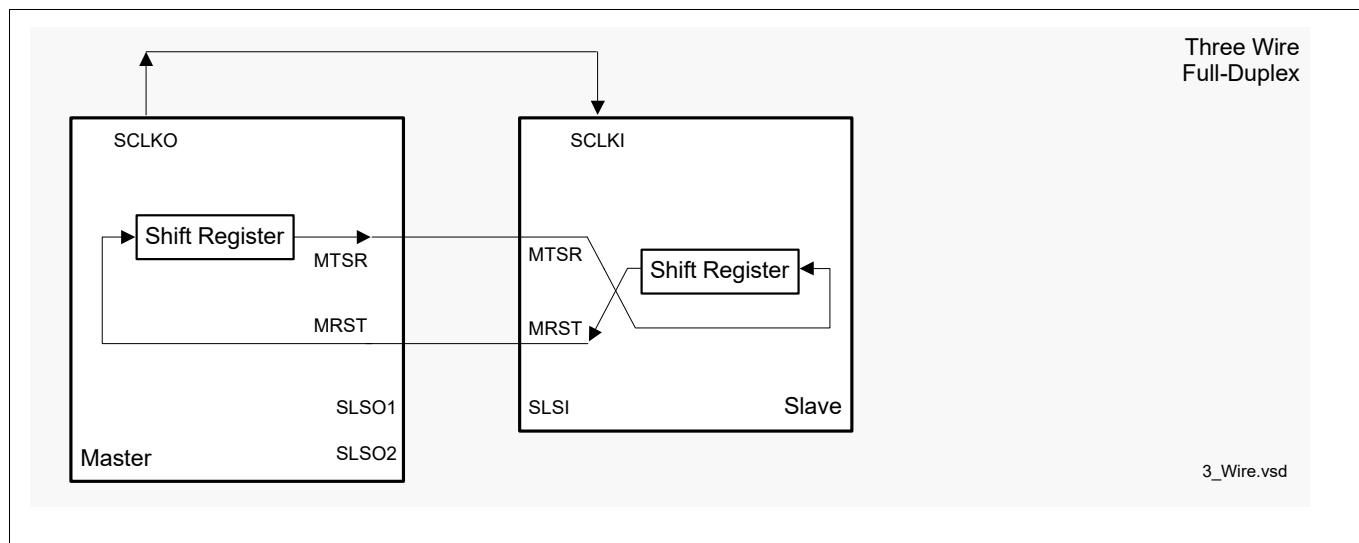 Three Wire
Full-Duplex
SCLKO
SCLKI
Shift Register
MTSR
MTSR
Shift Register
MRST
MRST
SLSO1
SLSI
Slave
Master
SLSO2
3_Wire.vsd